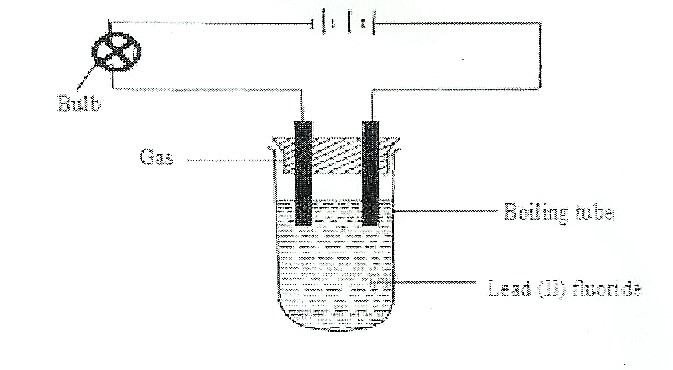 Bulb
Gas
Boiling tube
Lead (II) fluoride